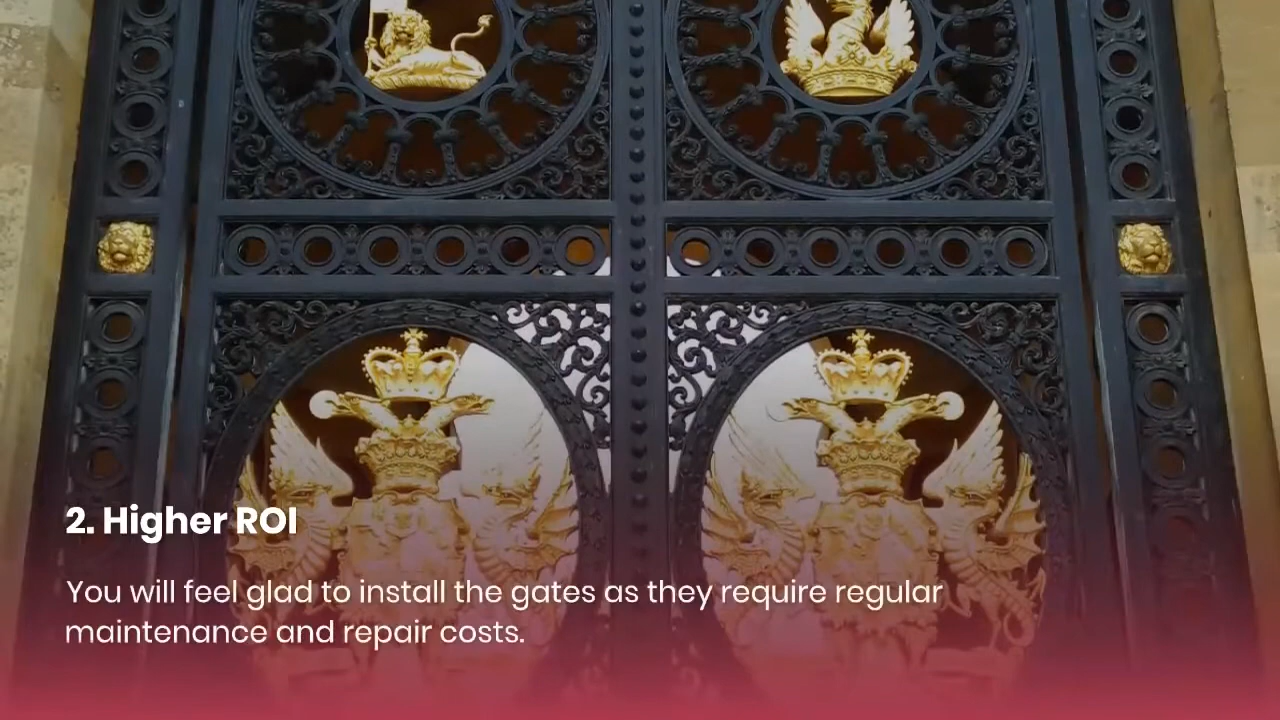 2. Higher ROI
You will feel glad to install the gates as they require regular
maintenance and repair costs.